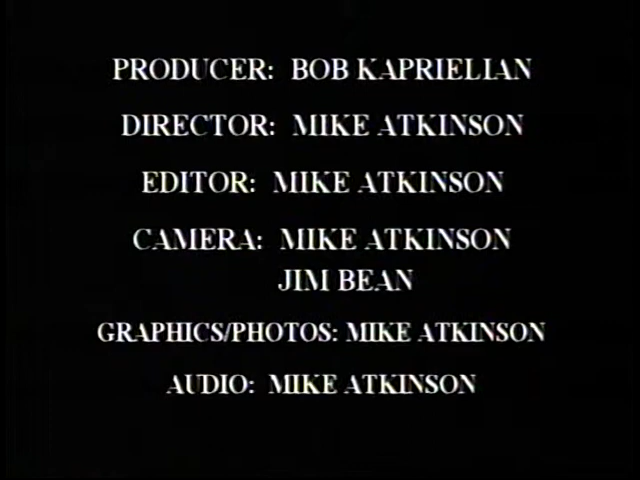 PRODUCER: BOB KAPRIELIAN
DIRECTOR: MIKE ATKINSON
EDITOR: MIKE ATKINSON
CAMERA: MIKE ATKINSON
JIM BEAN
GRAPHICS/PHOTOS: MIKE ATKINSON
AUDIO: MIKE ATKINSON